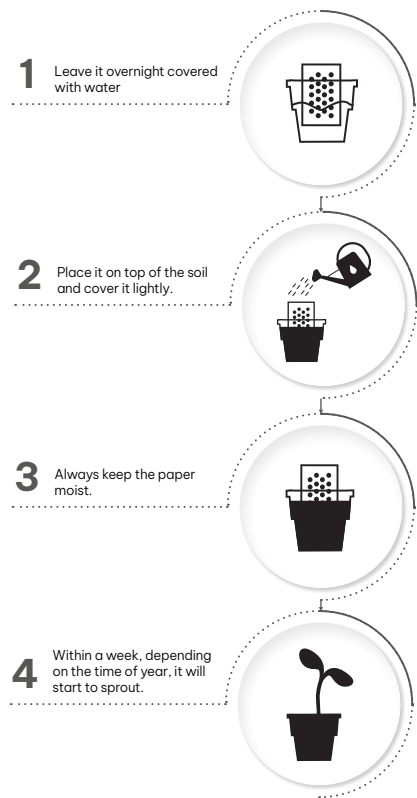 1
Leave it overnight covered
with water
2
Place it on top of the soil
and cover it lightly.
3
Always keep the paper
moist.
4
Within a week, depending
on the time of year, it will
start to sprout.